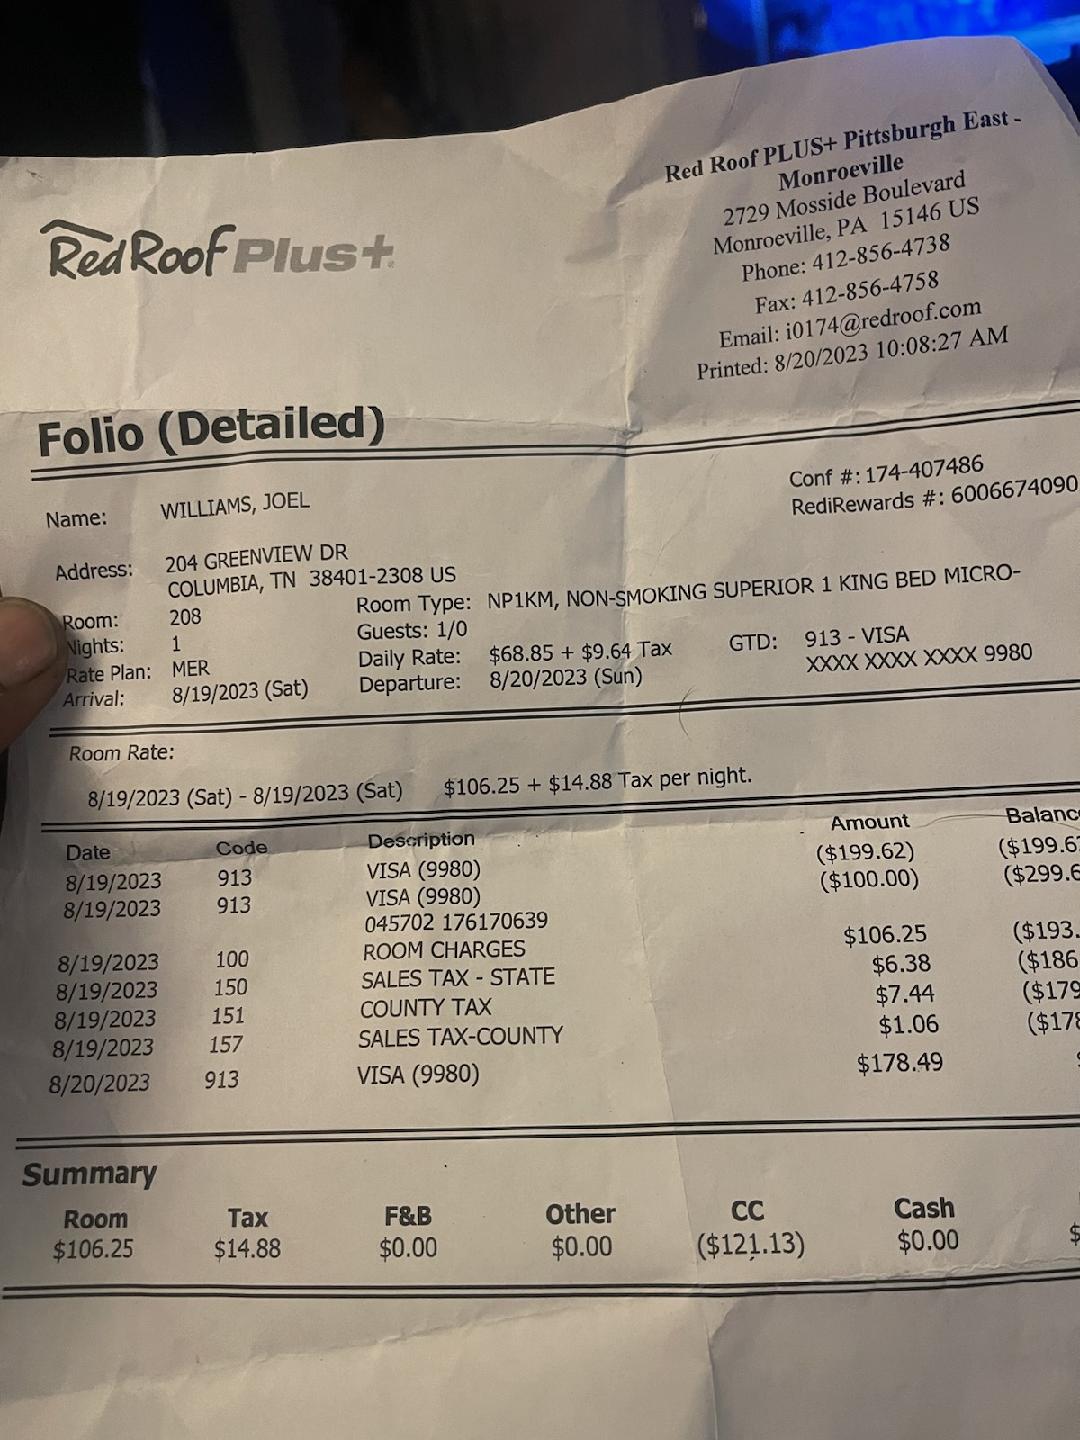 Red Roof PLUS+ Pittsburgh East -
Monroeville
2729 Mosside Boulevard
Monroeville, PA 15146 US
Phone: 412-856-4738
Fax: 412-856-4758
Email: i0174@redroof.com
Printed: 8/20/2023 10:08:27 AM
RedRoof Plus+
Folio (Detailed)
Conf #: 174-407486
RediRewards #: 6006674090
Name: WILLIAMS, JOEL
Address: 204 GREENVIEW DR
COLUMBIA, TN 38401-2308 US
Room: 208 Room Type: NP1KM, NON-SMOKING SUPERIOR 1 KING BED MICRO-
Nights: 1 Guests: 1/0
Rate Plan: MER Daily Rate: $68.85 + $9.64 Tax GTD: 913 - VISA
Arrival: 8/19/2023 (Sat) Departure: 8/20/2023 (Sun) XXXX XXXX XXXX 9980
Room Rate:
8/19/2023 (Sat) - 8/19/2023 (Sat) $106.25 + $14.88 Tax per night.
Date Code Description Amount Balance
8/19/2023 913 VISA (9980) ($199.62) ($199.6
8/19/2023 913 VISA (9980) ($100.00) ($299.6
045702 176170639
8/19/2023 100 ROOM CHARGES $106.25 ($193.
8/19/2023 150 SALES TAX - STATE $6.38 ($186
8/19/2023 151 COUNTY TAX $7.44 ($179
8/19/2023 157 SALES TAX-COUNTY $1.06 ($178
8/20/2023 913 VISA (9980) $178.49
Summary
Room Tax F&B Other CC Cash
$106.25 $14.88 $0.00 $0.00 ($121.13) $0.00 $